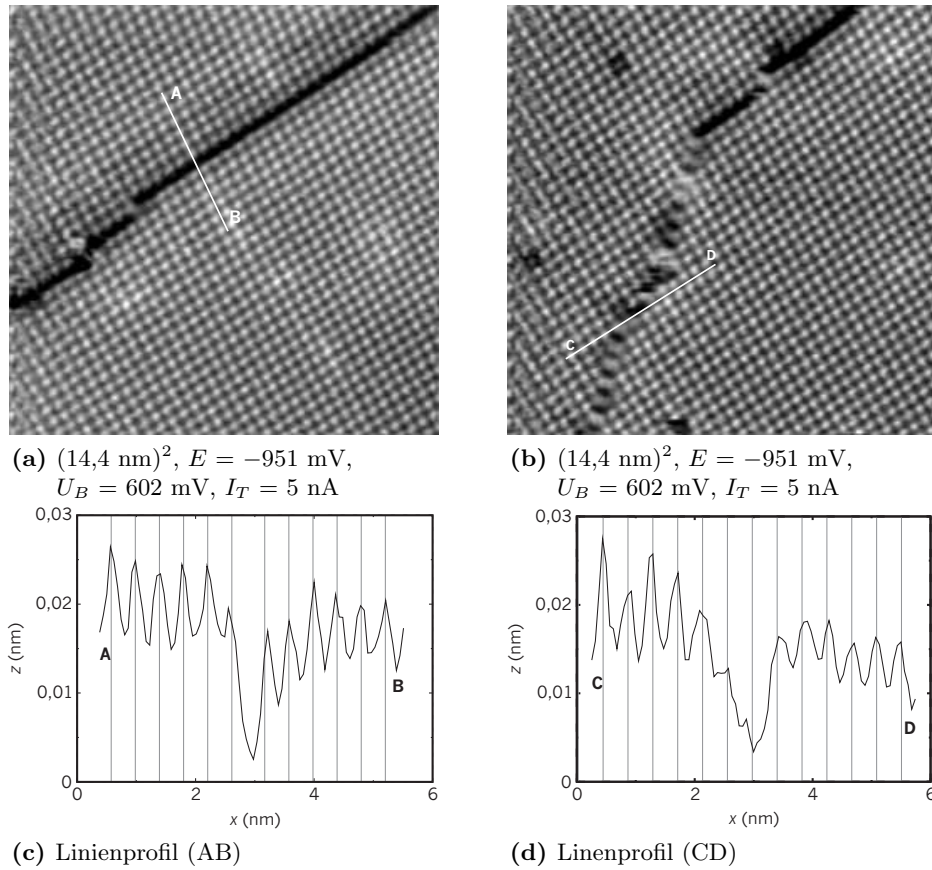 A
B
D
C
(a) (14,4 nm)², E = −951 mV,
U_B = 602 mV, I_T = 5 nA
(b) (14,4 nm)², E = −951 mV,
U_B = 602 mV, I_T = 5 nA
0,03
0,02
0,01
0
z (nm)
A
B
0
2
4
6
x (nm)
(c) Linienprofil (AB)
0,03
0,02
0,01
0
z (nm)
C
D
0
2
4
6
x (nm)
(d) Linenprofil (CD)